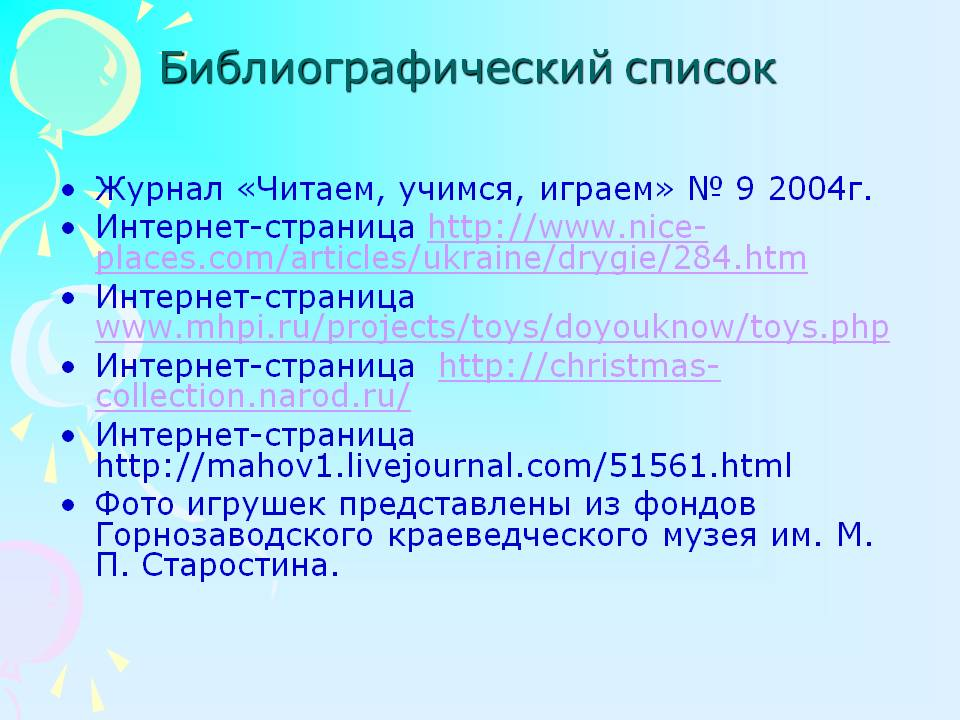 Библиографический список
• Журнал «Читаем, учимся, играем» № 9 2004г.
• Интернет-страница http://www.nice-
places.com/articles/ukraine/drygie/284.htm
• Интернет-страница
www.mhpi.ru/projects/toys/doyouknow/toys.php
• Интернет-страница  http://christmas-
collection.narod.ru/
• Интернет-страница
http://mahov1.livejournal.com/51561.html
• Фото игрушек представлены из фондов
Горнозаводского краеведческого музея им. М.
П. Старостина.